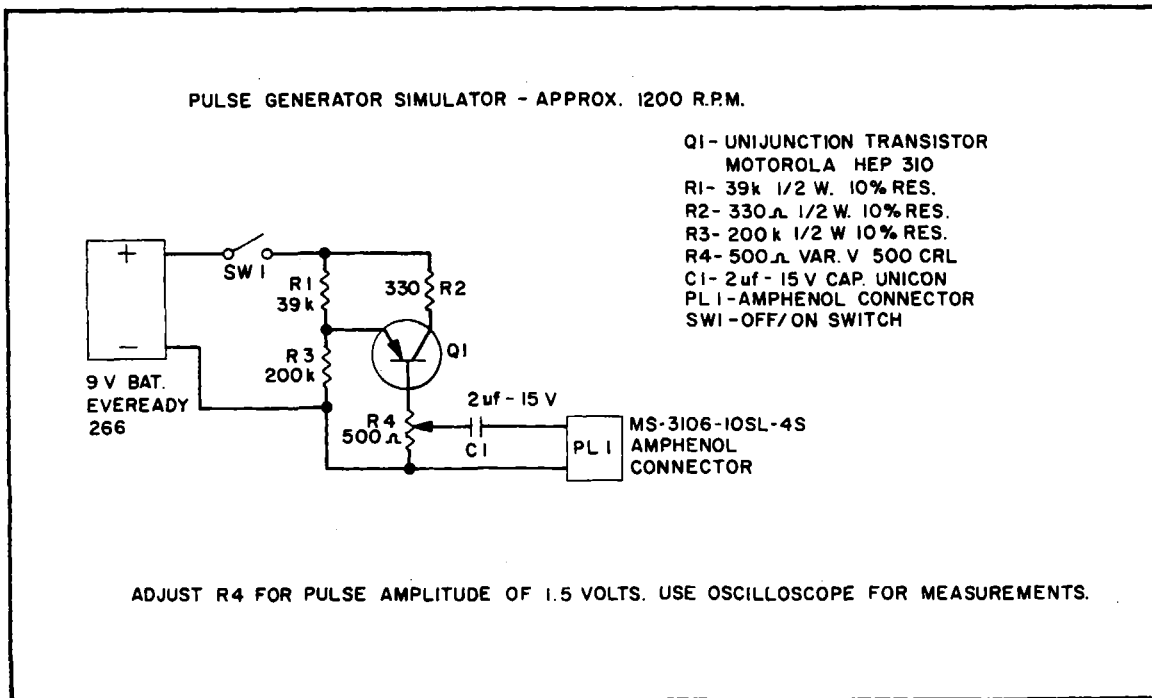 PULSE GENERATOR SIMULATOR - APPROX. 1200 R.P.M.
Q1- UNIJUNCTION TRANSISTOR
MOTOROLA HEP 310
R1- 39k 1/2 W. 10% RES.
R2- 330Ω 1/2 W. 10% RES.
R3- 200k 1/2 W 10% RES.
R4- 500Ω VAR. V 500 CRL
C1- 2uf-15V CAP. UNICON
PL1-AMPHENOL CONNECTOR
SW1-OFF/ON SWITCH
+
SW1
R1
39k
330
R2
-
R3
200k
Q1
9V BAT.
EVEREADY
266
2uf-15V
R4
500Ω
C1
PL1
MS-3106-10SL-4S
AMPHENOL
CONNECTOR
ADJUST R4 FOR PULSE AMPLITUDE OF 1.5 VOLTS. USE OSCILLOSCOPE FOR MEASUREMENTS.